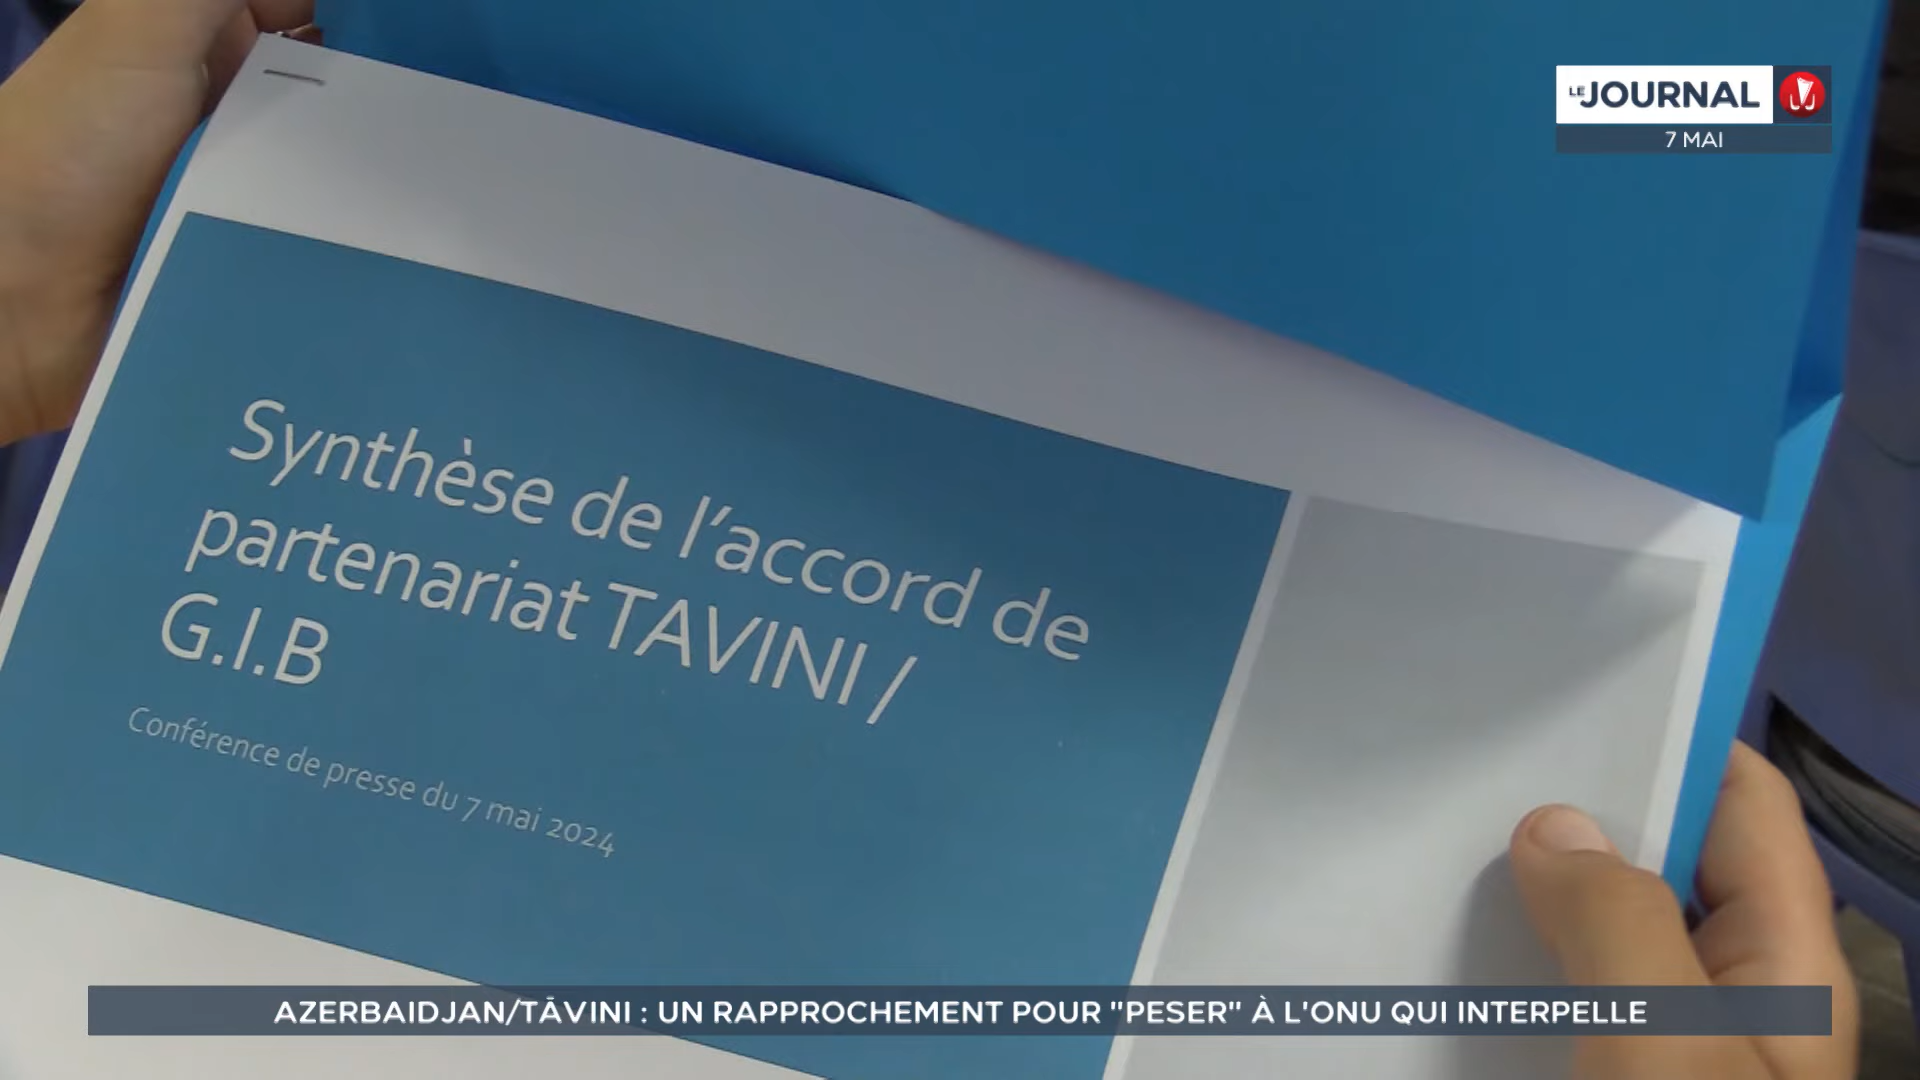 LE JOURNAL
7 MAI
Synthèse de l’accord de
partenariat TAVINI /
G.I.B
Conférence de presse du 7 mai 2024
AZERBAIDJAN/TĀVINI : UN RAPPROCHEMENT POUR "PESER" À L'ONU QUI INTERPELLE